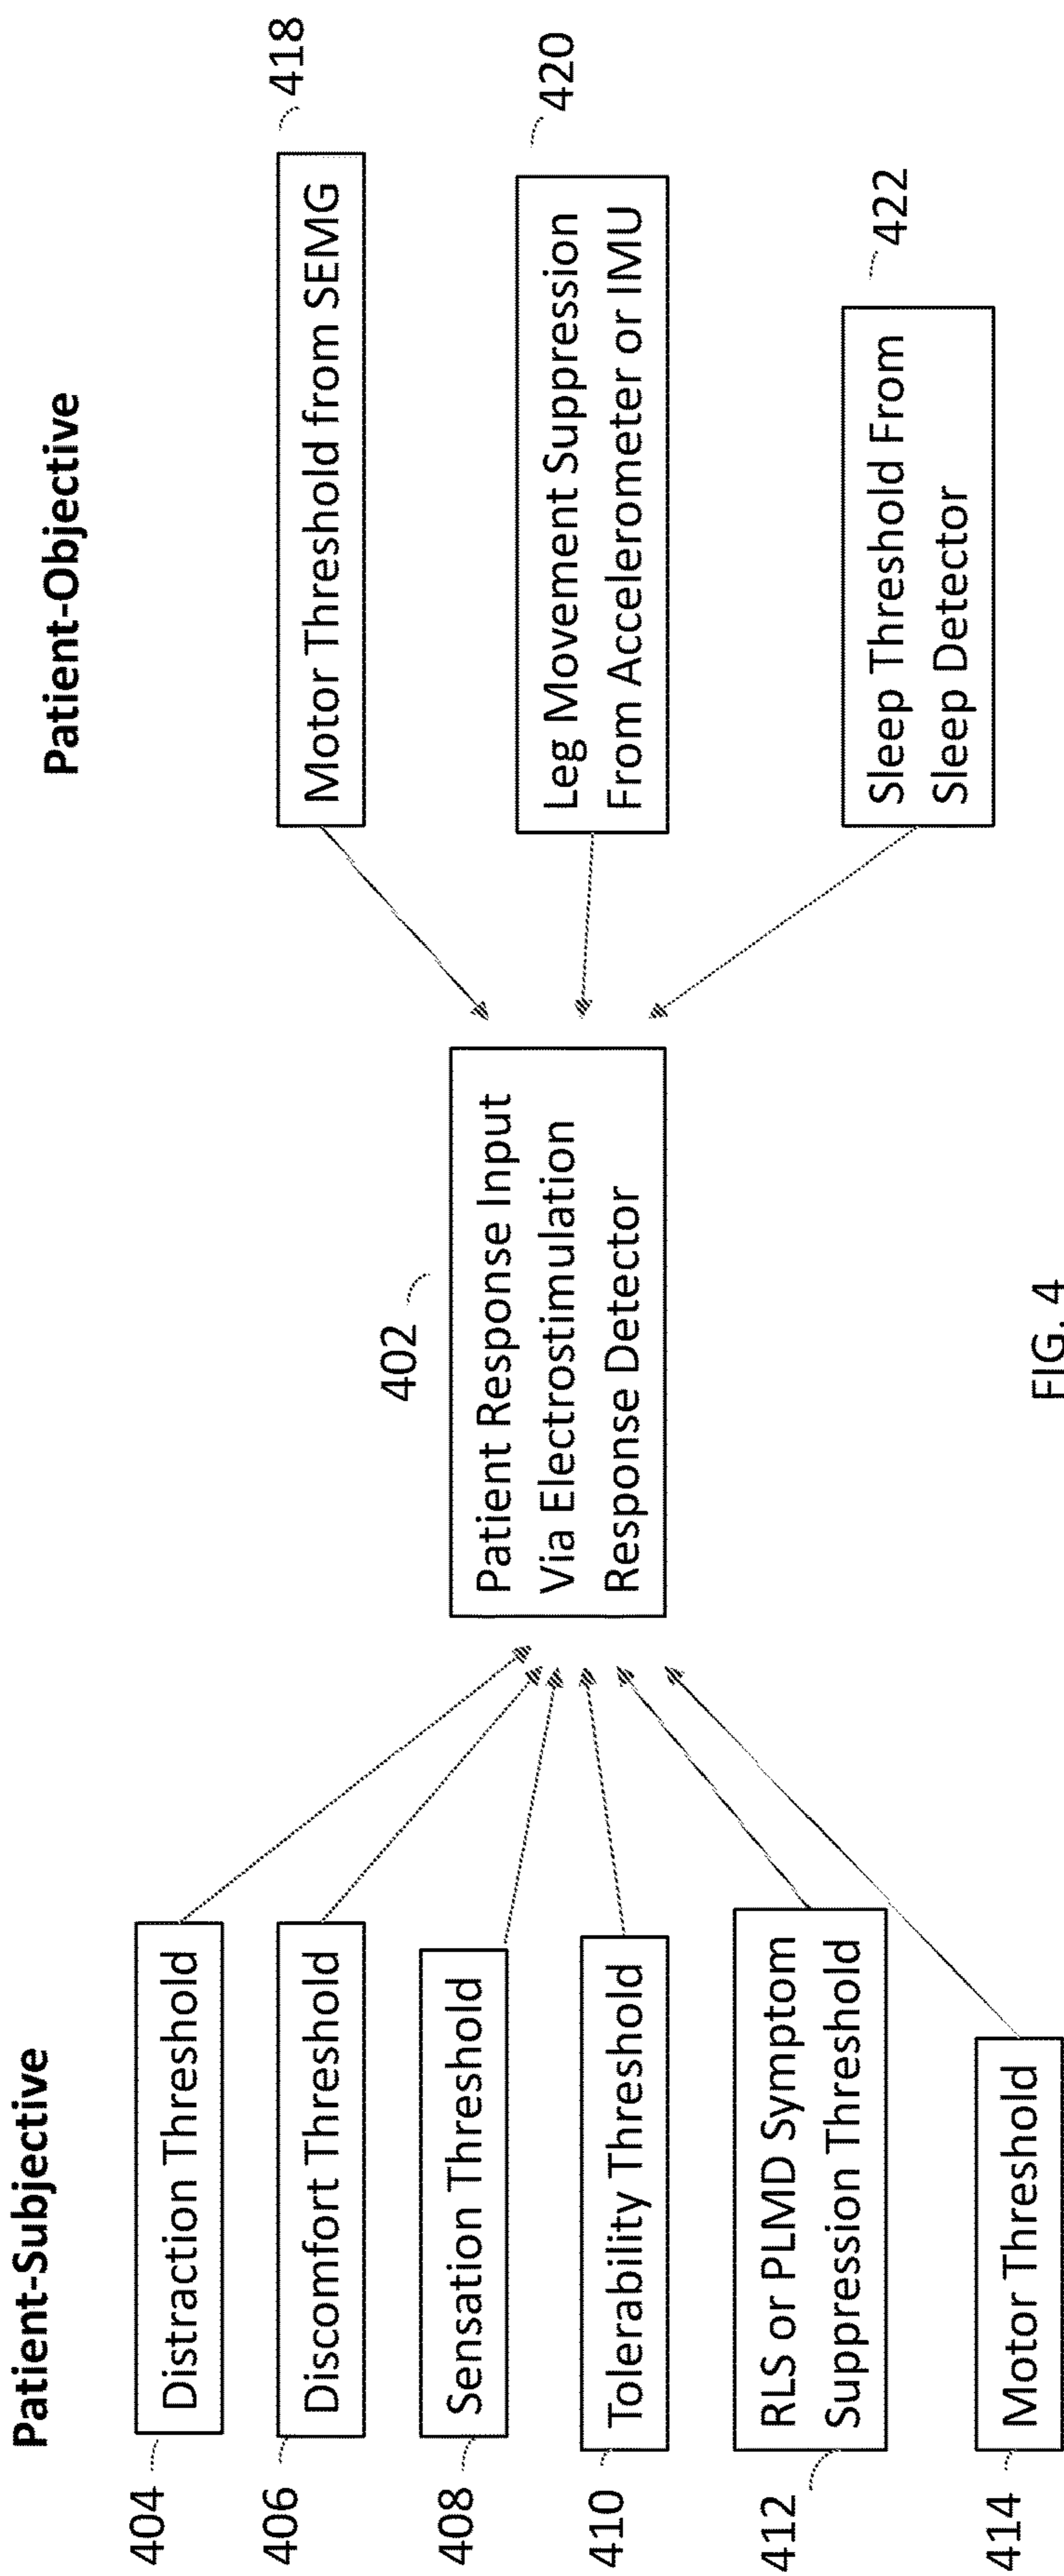 Patient-Subjective
404
Distraction Threshold
406
Discomfort Threshold
408
Sensation Threshold
410
Tolerability Threshold
412
RLS or PLMD Symptom
Suppression Threshold
414
Motor Threshold
402
Patient Response Input
Via Electrostimulation
Response Detector
Patient-Objective
Motor Threshold from SEMG
418
Leg Movement Suppression
From Accelerometer or IMU
420
Sleep Threshold From
Sleep Detector
422
FIG. 4